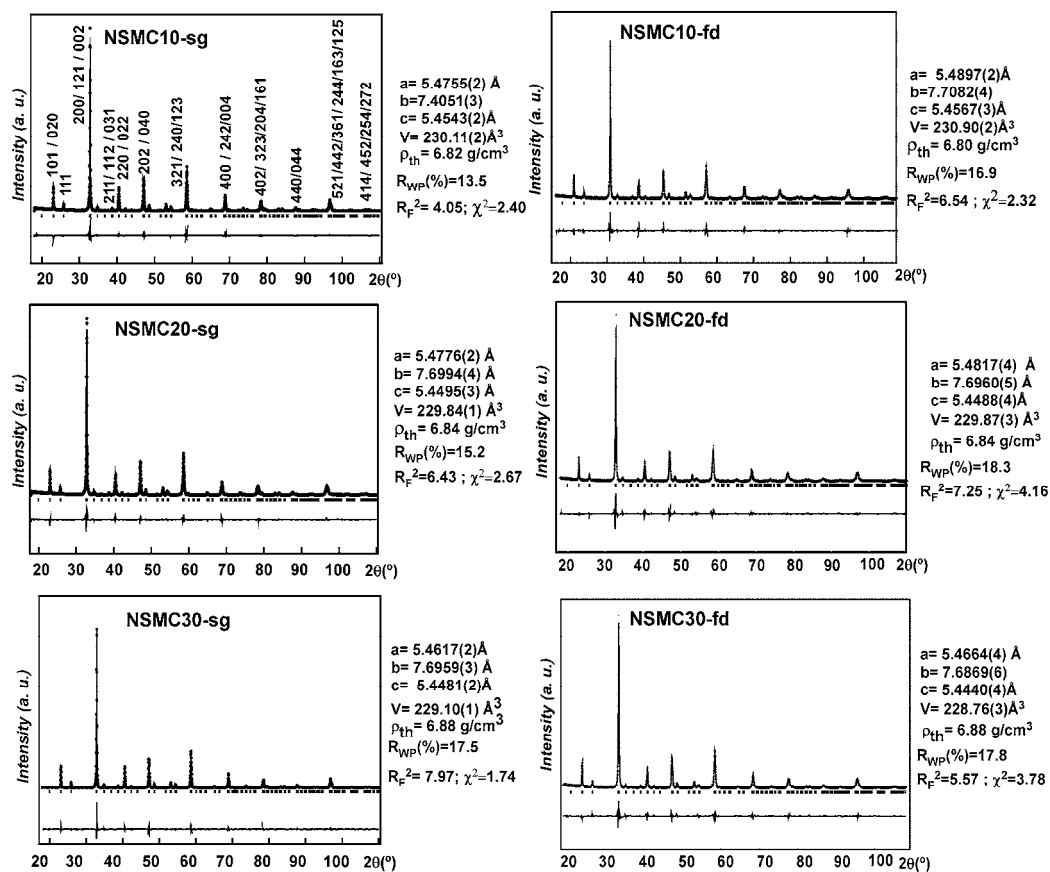 NSMC10-sg
Intensity (a. u.)
101 / 020
111
200/ 121 / 002
211/ 112 / 031
220 / 022
202 / 040
321/ 240/123
400 / 242/004
402/ 323/204/161
440/044
521/442/361/ 244/163/125
414/ 452/254/272
20 30 40 50 60 70 80 90 100 2θ(º)
a= 5.4755(2) Å
b=7.4051(3)
c= 5.4543(2)Å
V= 230.11(2)Å³
ρth= 6.82 g/cm³
RWP(%)=13.5
RF²= 4.05; χ²=2.40
NSMC10-fd
Intensity (a. u.)
20 30 40 50 60 70 80 90 100 2θ(º)
a= 5.4897(2)Å
b=7.7082(4)
c= 5.4567(3)Å
V= 230.90(2)Å³
ρth= 6.80 g/cm³
RWP(%)=16.9
RF²=6.54 ; χ²=2.32
NSMC20-sg
Intensity (a. u.)
20 30 40 50 60 70 80 90 100 2θ(º)
a= 5.4776(2) Å
b= 7.6994(4) Å
c= 5.4495(3) Å
V= 229.84(1) Å³
ρth= 6.84 g/cm³
RWP(%)=15.2
RF²=6.43 ; χ²=2.67
NSMC20-fd
Intensity (a. u.)
20 30 40 50 60 70 80 90 100 2θ(º)
a= 5.4817(4) Å
b= 7.6960(5) Å
c= 5.4488(4)Å
V= 229.87(3) Å³
ρth= 6.84 g/cm³
RWP(%)=18.3
RF²=7.25 ; χ²=4.16
NSMC30-sg
Intensity (a. u.)
20 30 40 50 60 70 80 90 100 2θ(º)
a= 5.4617(2)Å
b= 7.6959(3) Å
c= 5.4481(2)Å
V= 229.10(1) Å³
ρth= 6.88 g/cm³
RWP(%)=17.5
RF²= 7.97; χ²=1.74
NSMC30-fd
Intensity (a. u.)
20 30 40 50 60 70 80 90 100 2θ(º)
a= 5.4664(4) Å
b= 7.6869(6)
c= 5.4440(4)Å
V= 228.76(3)Å³
ρth= 6.88 g/cm³
RWP(%)=17.8
RF²=5.57 ; χ²=3.78